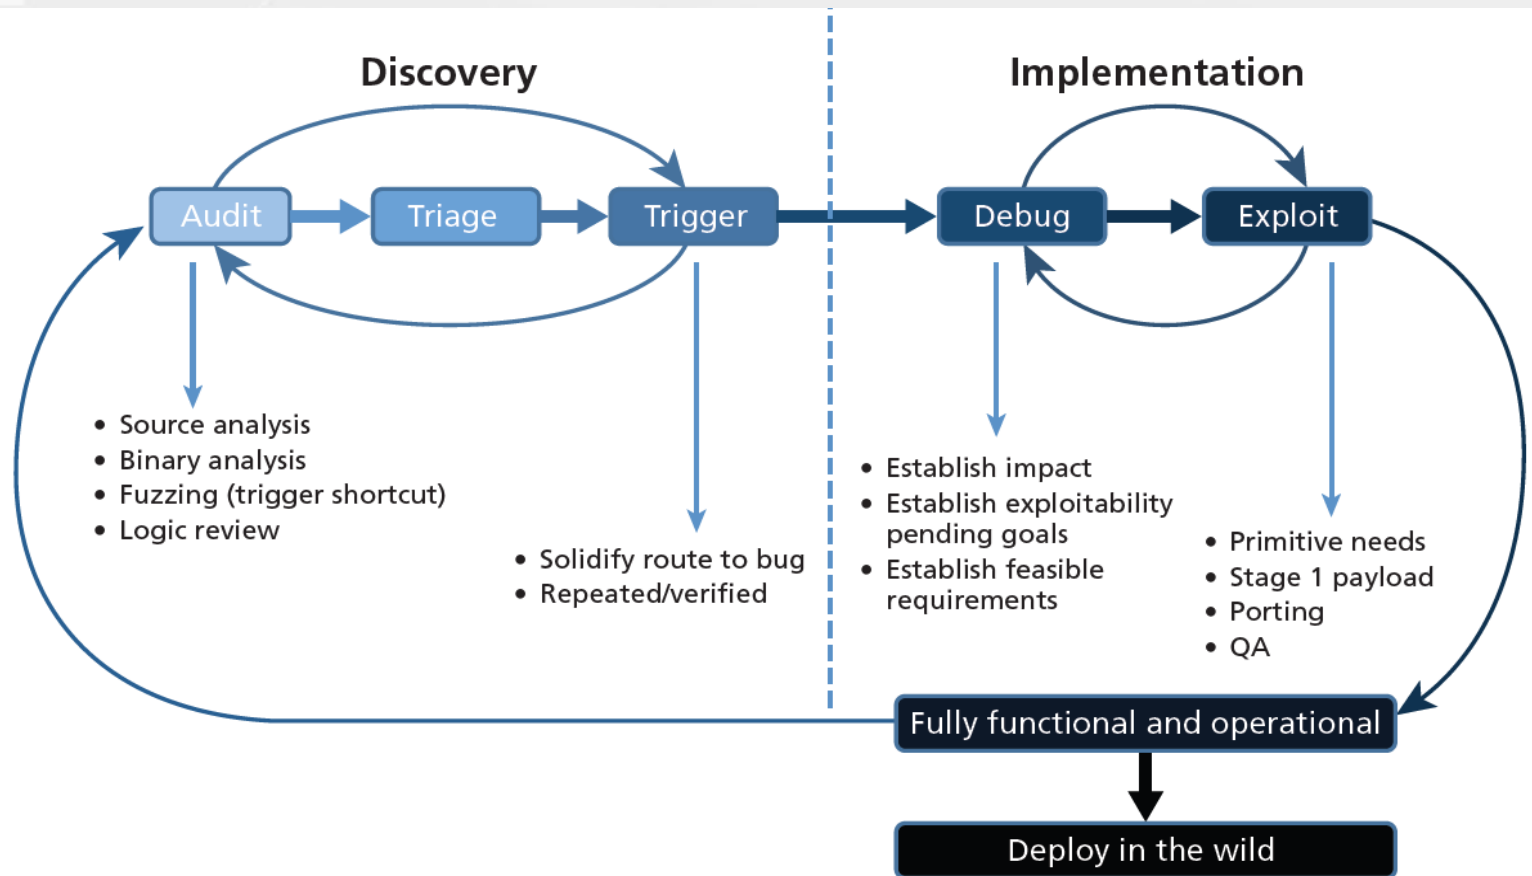 Discovery
Implementation
Audit
Triage
Trigger
Debug
Exploit
• Source analysis
• Binary analysis
• Fuzzing (trigger shortcut)
• Logic review
• Solidify route to bug
• Repeated/verified
• Establish impact
• Establish exploitability
pending goals
• Establish feasible
requirements
• Primitive needs
• Stage 1 payload
• Porting
• QA
Fully functional and operational
Deploy in the wild